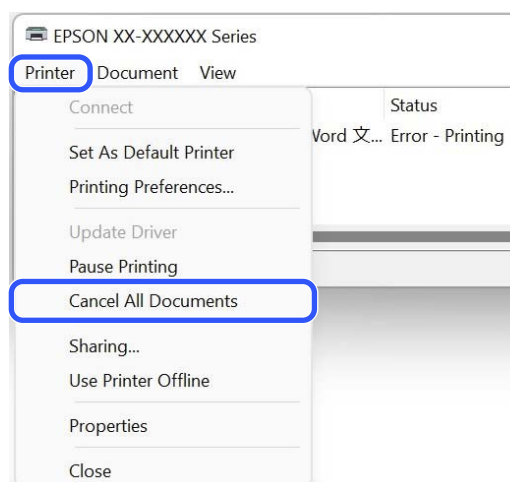 EPSON XX-XXXXXX Series
Printer Document View
Connect
Status
Word 文... Error - Printing
Set As Default Printer
Printing Preferences...
Update Driver
Pause Printing
Cancel All Documents
Sharing...
Use Printer Offline
Properties
Close